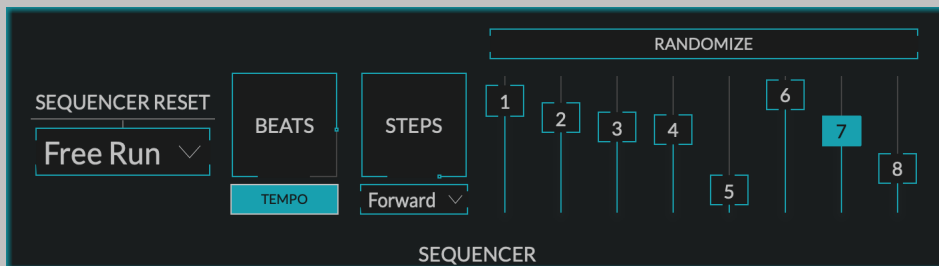 RANDOMIZE
SEQUENCER RESET
Free Run
BEATS
TEMPO
STEPS
Forward
1
2
3
4
5
6
7
8
SEQUENCER